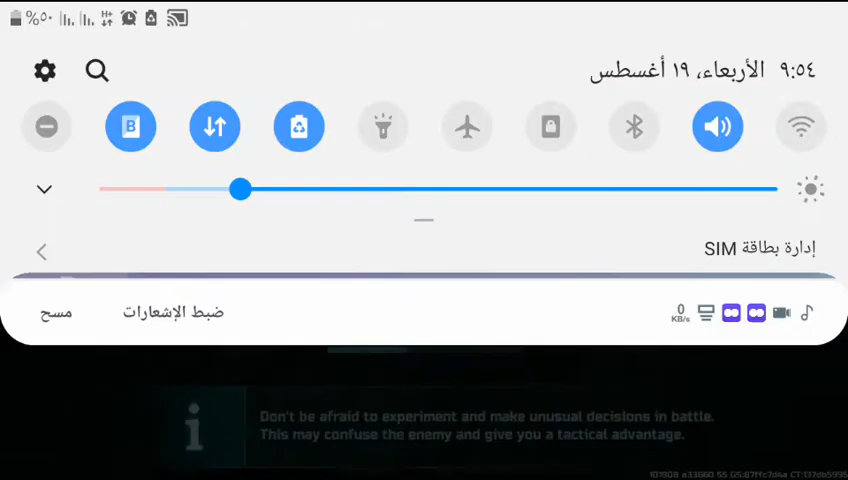 %٥٠
٩:٥٤ الأربعاء، ١٩ أغسطس
B
إدارة بطاقة SIM
0 KB/s
ضبط الإشعارات
مسح
i
Don't be afraid to experiment and make unusual decisions in battle.
This may confuse the enemy and give you a tactical advantage.